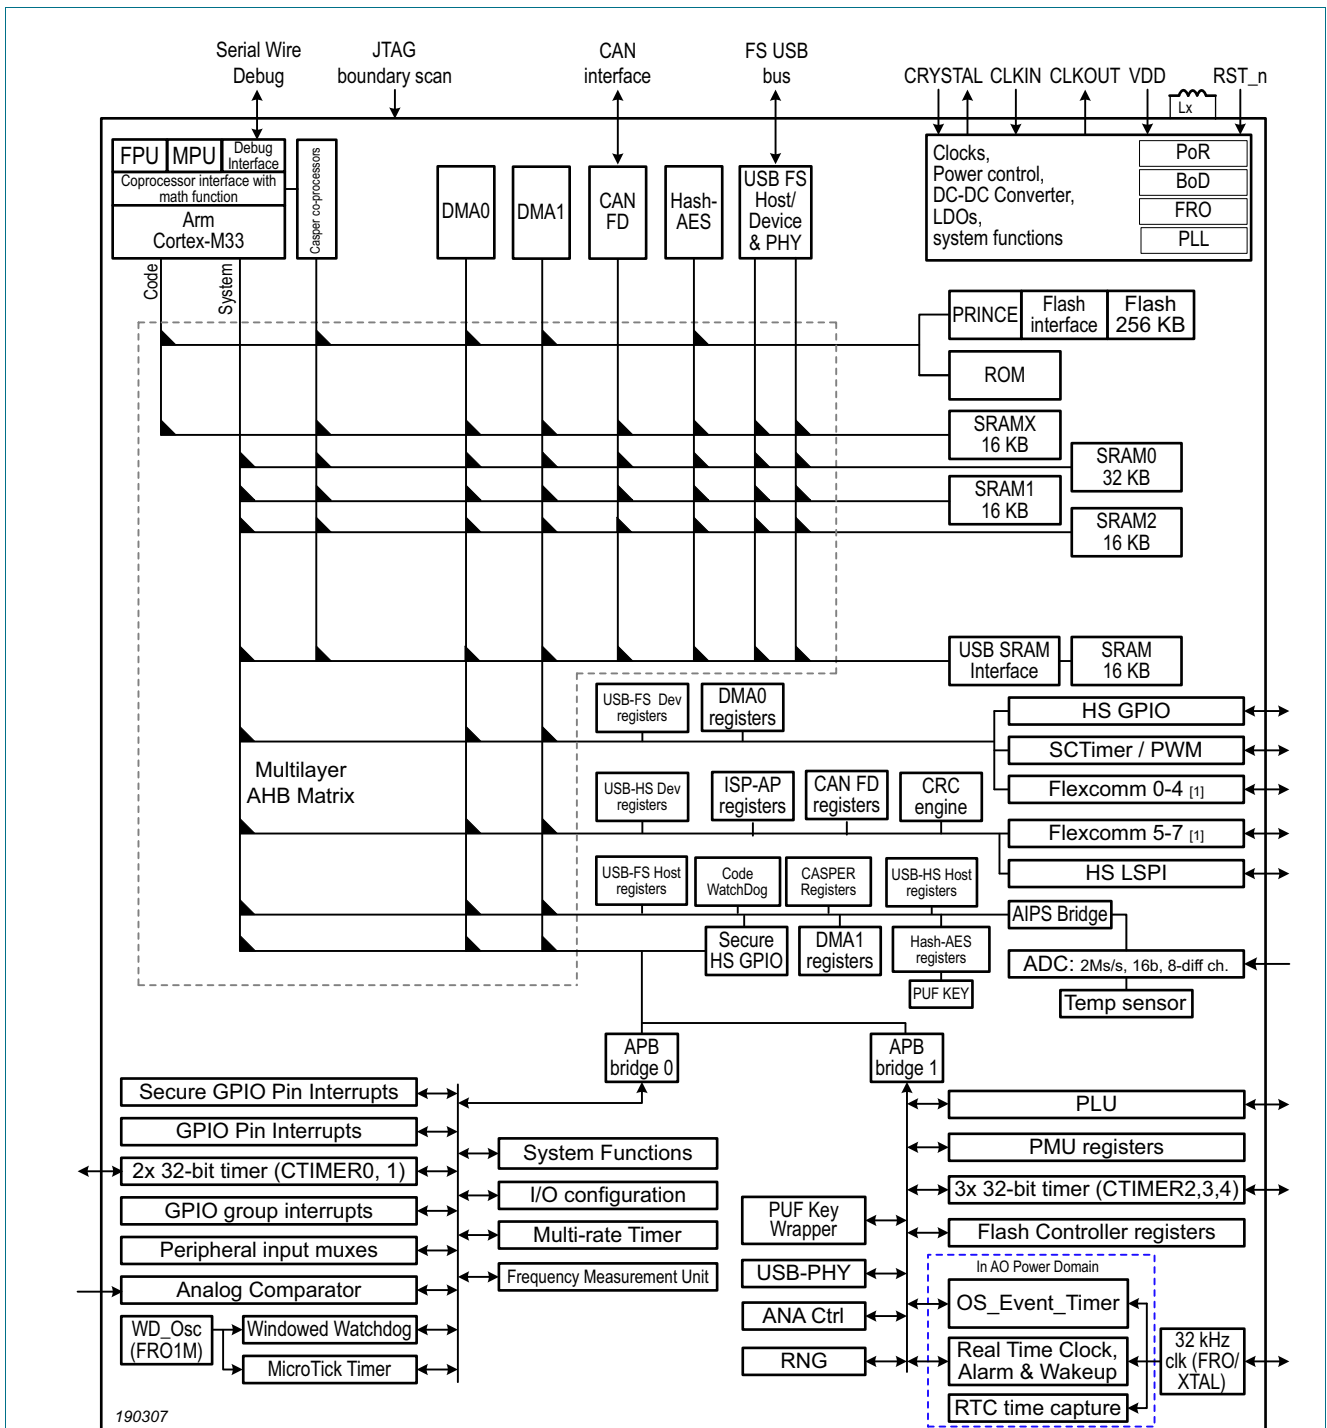 Serial Wire
Debug
JTAG
boundary scan
CAN
interface
FS USB
bus
CRYSTAL CLKIN CLKOUT VDD
Lx
RST_n
FPU
MPU
Debug
Interface
Coprocessor interface with
math function
Arm
Cortex-M33
Casper co-processors
DMA0
DMA1
CAN
FD
Hash-
AES
USB FS
Host/
Device
& PHY
Clocks,
Power control,
DC-DC Converter,
LDOs,
system functions
PoR
BoD
FRO
PLL
Code
System
PRINCE
Flash
interface
Flash
256 KB
ROM
SRAMX
16 KB
SRAM0
32 KB
SRAM1
16 KB
SRAM2
16 KB
USB SRAM
Interface
SRAM
16 KB
USB-FS Dev
registers
DMA0
registers
HS GPIO
SCTimer / PWM
Flexcomm 0-4 [1]
Multilayer
AHB Matrix
USB-HS Dev
registers
ISP-AP
registers
CAN FD
registers
CRC
engine
Flexcomm 5-7 [1]
HS LSPI
USB-FS Host
registers
Code
WatchDog
CASPER
Registers
USB-HS Host
registers
AIPS Bridge
Secure
HS GPIO
DMA1
registers
Hash-AES
registers
PUF KEY
ADC: 2Ms/s, 16b, 8-diff ch.
Temp sensor
APB
bridge 0
APB
bridge 1
Secure GPIO Pin Interrupts
GPIO Pin Interrupts
2x 32-bit timer (CTIMER0, 1)
GPIO group interrupts
Peripheral input muxes
Analog Comparator
WD_Osc
(FRO1M)
Windowed Watchdog
MicroTick Timer
System Functions
I/O configuration
Multi-rate Timer
Frequency Measurement Unit
PUF Key
Wrapper
USB-PHY
ANA Ctrl
RNG
PLU
PMU registers
3x 32-bit timer (CTIMER2,3,4)
Flash Controller registers
In AO Power Domain
OS_Event_Timer
Real Time Clock,
Alarm & Wakeup
RTC time capture
32 kHz
clk (FRO/
XTAL)
190307